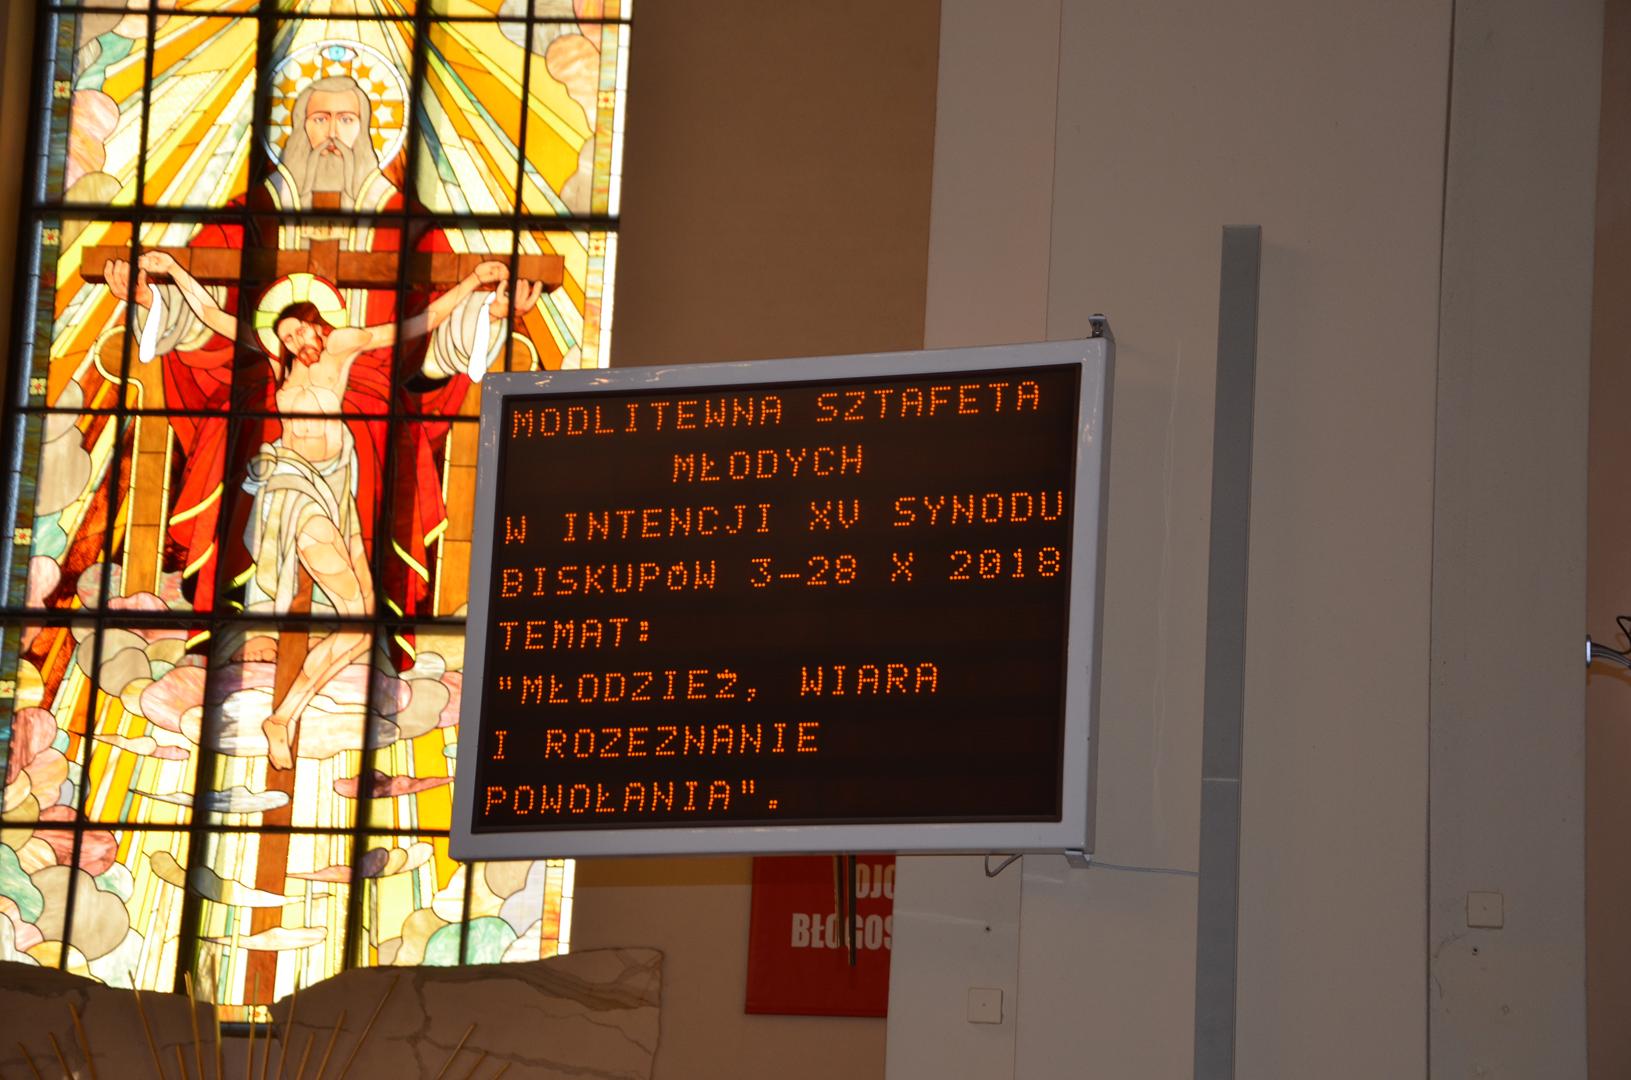 MODLITEWNA SZTAFETA
MŁODYCH
W INTENCJI XV SYNODU
BISKUPóW 3-28 X 2018
TEMAT:
"MŁODZIEŻ, WIARA
I ROZEZNANIE
POWOŁANIA".